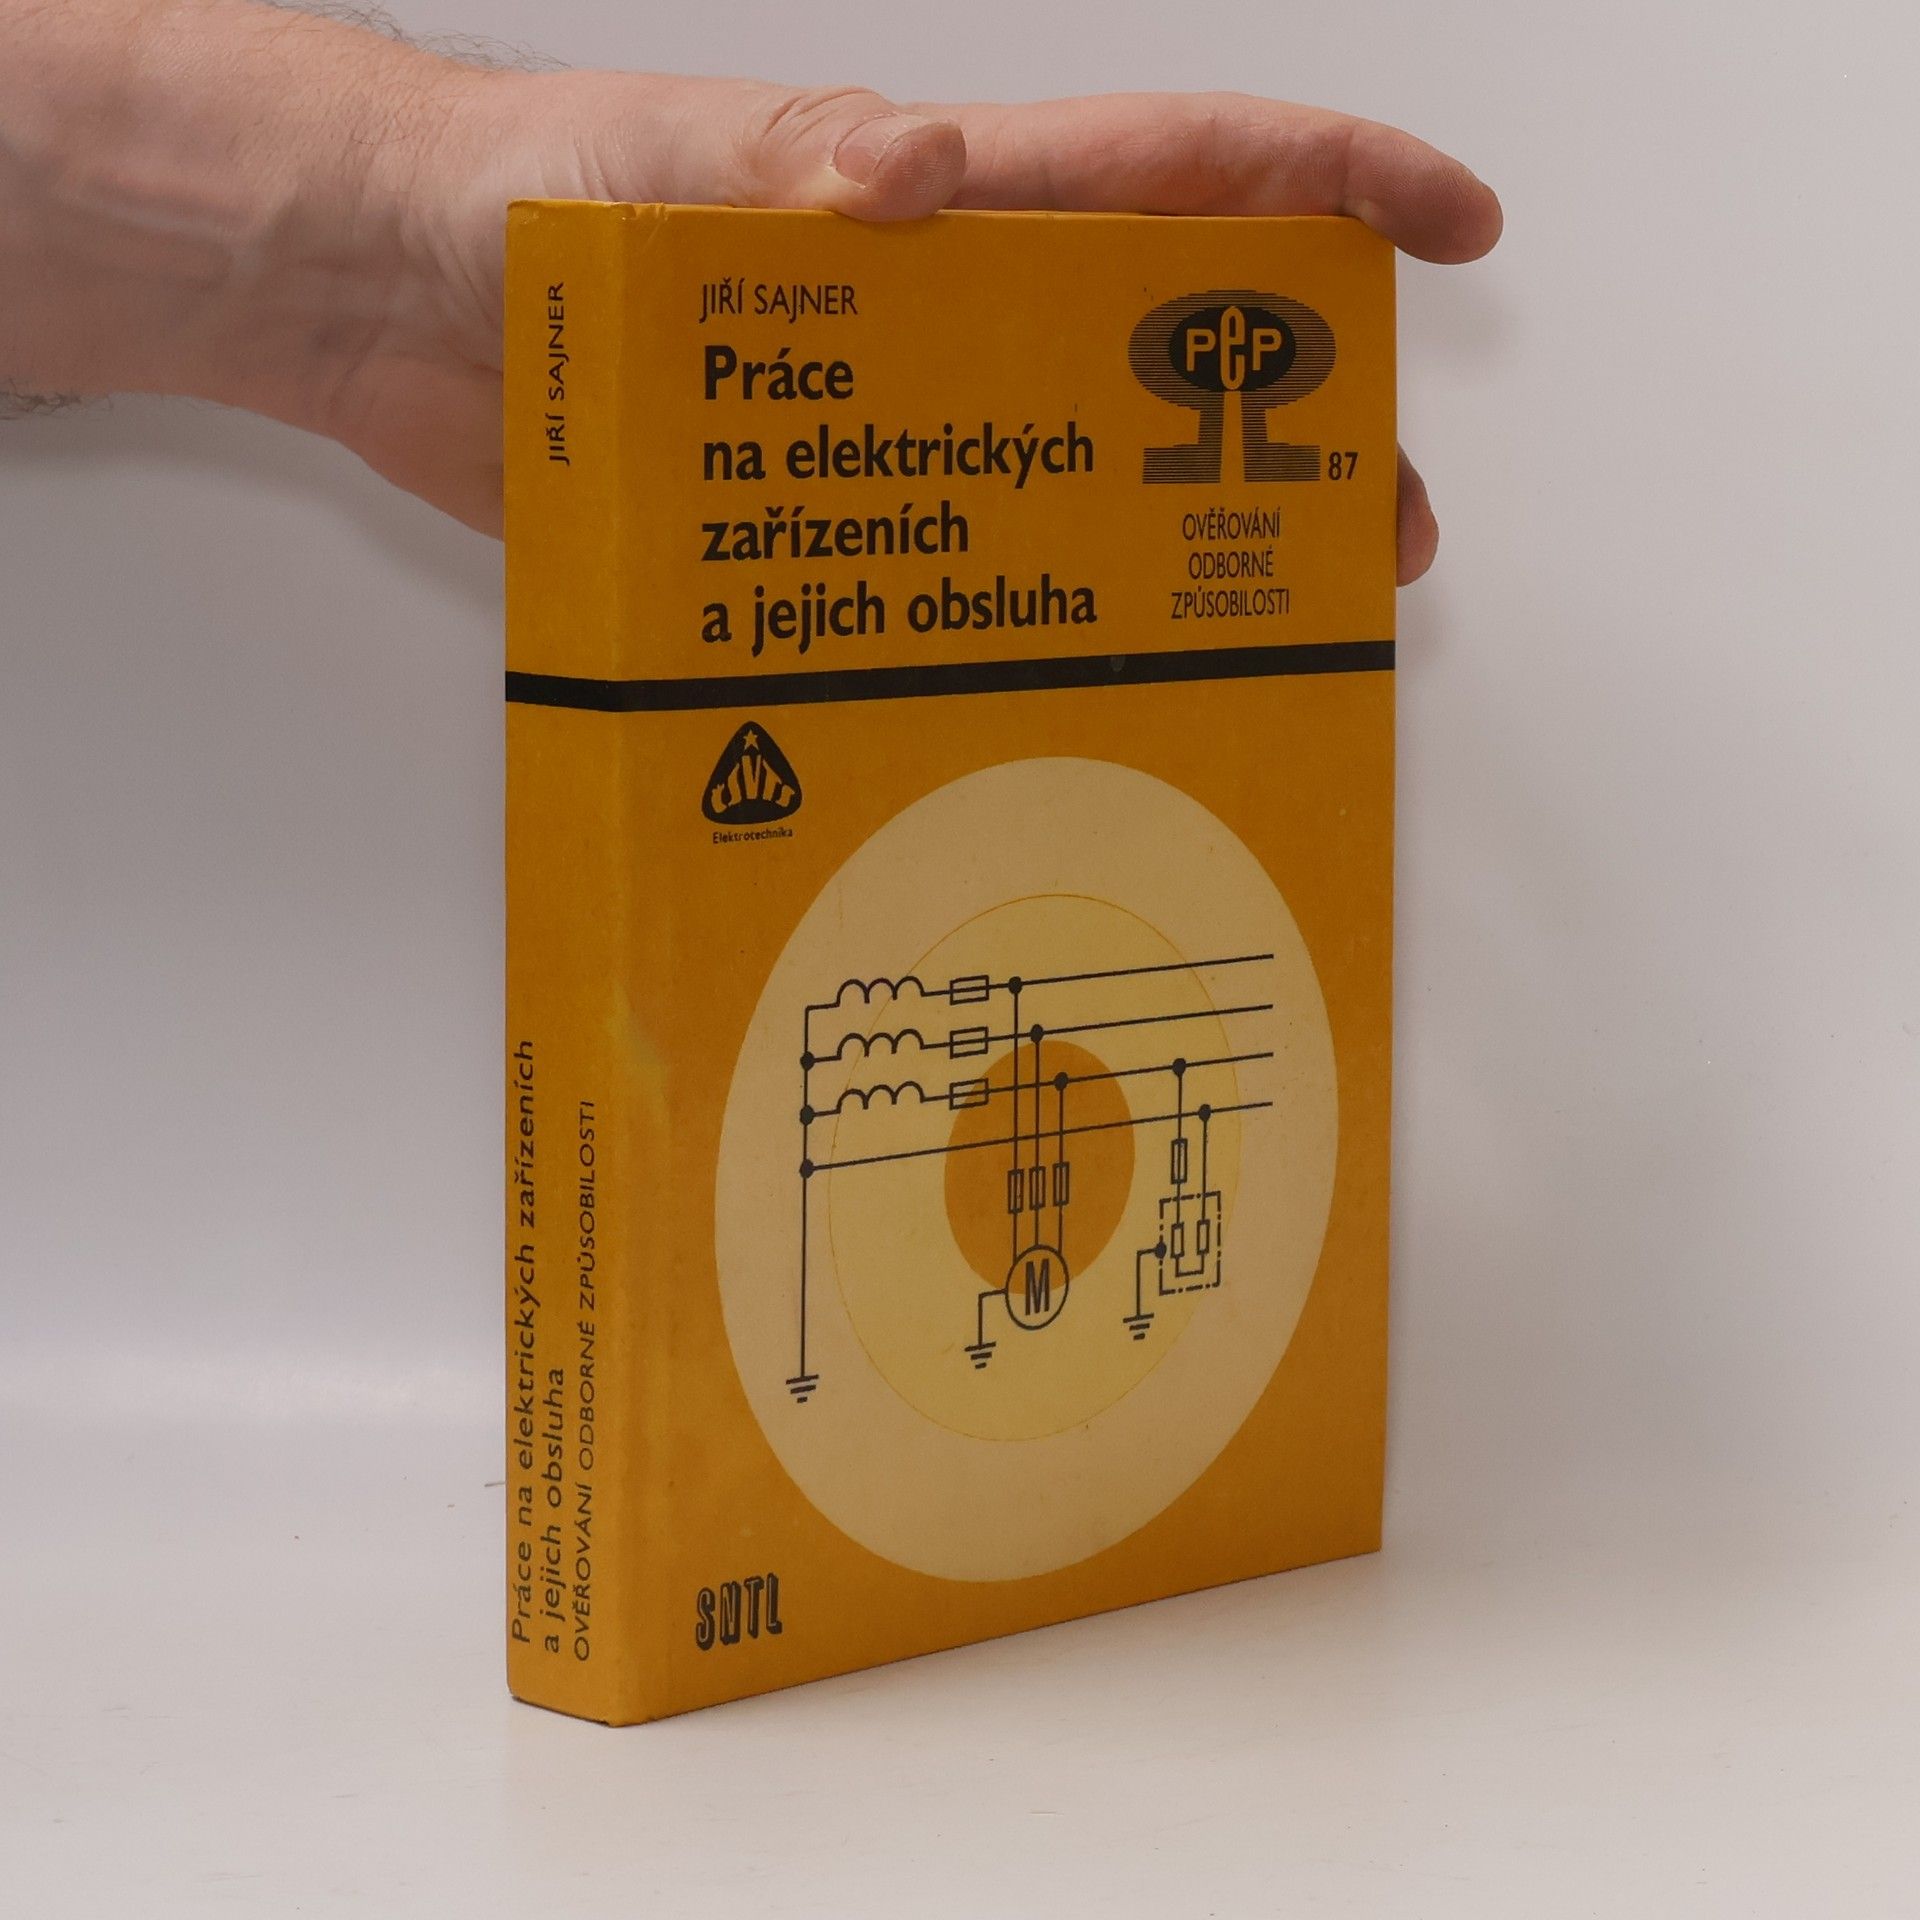 JIŘÍ SAJNER
Práce
na elektrických
zařízeních
a jejich obsluha
PeP
87
OVĚŘOVÁNÍ
ODBORNÉ
ZPŮSOBILOSTI
ČSVTS
Elektrotechnika
M
SNTL
JIŘÍ SAJNER
Práce na elektrických zařízeních
a jejich obsluha
OVĚŘOVÁNÍ ODBORNÉ ZPŮSOBILOSTI